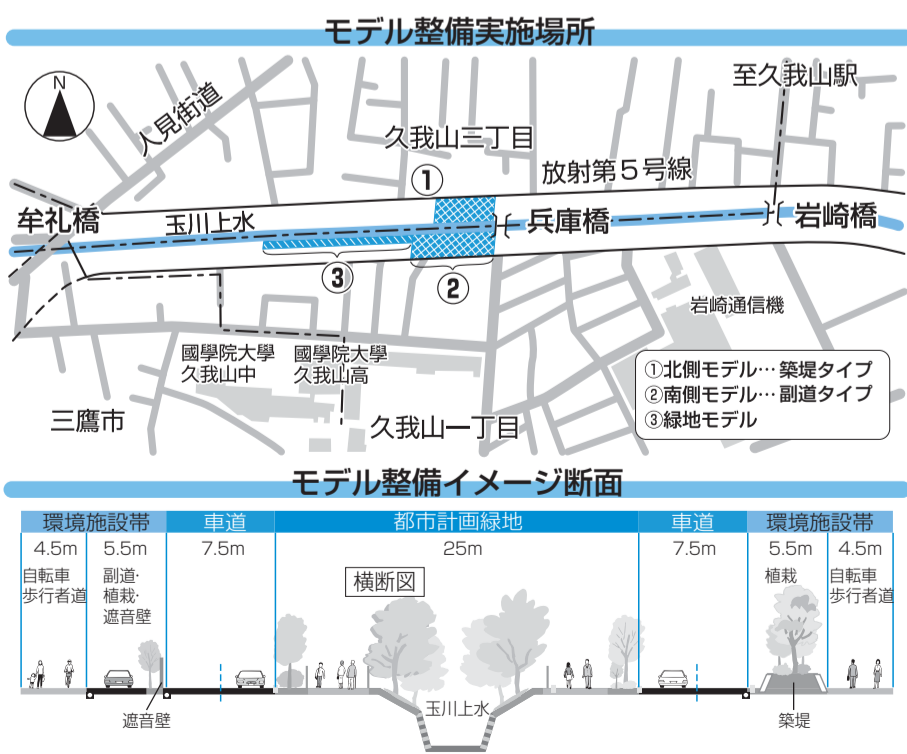 モデル整備実施場所
N
人見街道
至久我山駅
久我山三丁目
①
放射第5号線
牟礼橋
玉川上水
兵庫橋
岩崎橋
③
②
岩崎通信機
國學院大學
久我山中
國學院大學
久我山高
三鷹市
久我山一丁目
①北側モデル…築堤タイプ
②南側モデル…副道タイプ
③緑地モデル
モデル整備イメージ断面
環境施設帯 車道 都市計画緑地 車道 環境施設帯
4.5m 5.5m 7.5m 25m 7.5m 5.5m 4.5m
自転車
歩行者道
副道・
植栽・
遮音壁
横断図
植栽
自転車
歩行者道
遮音壁
玉川上水
築堤